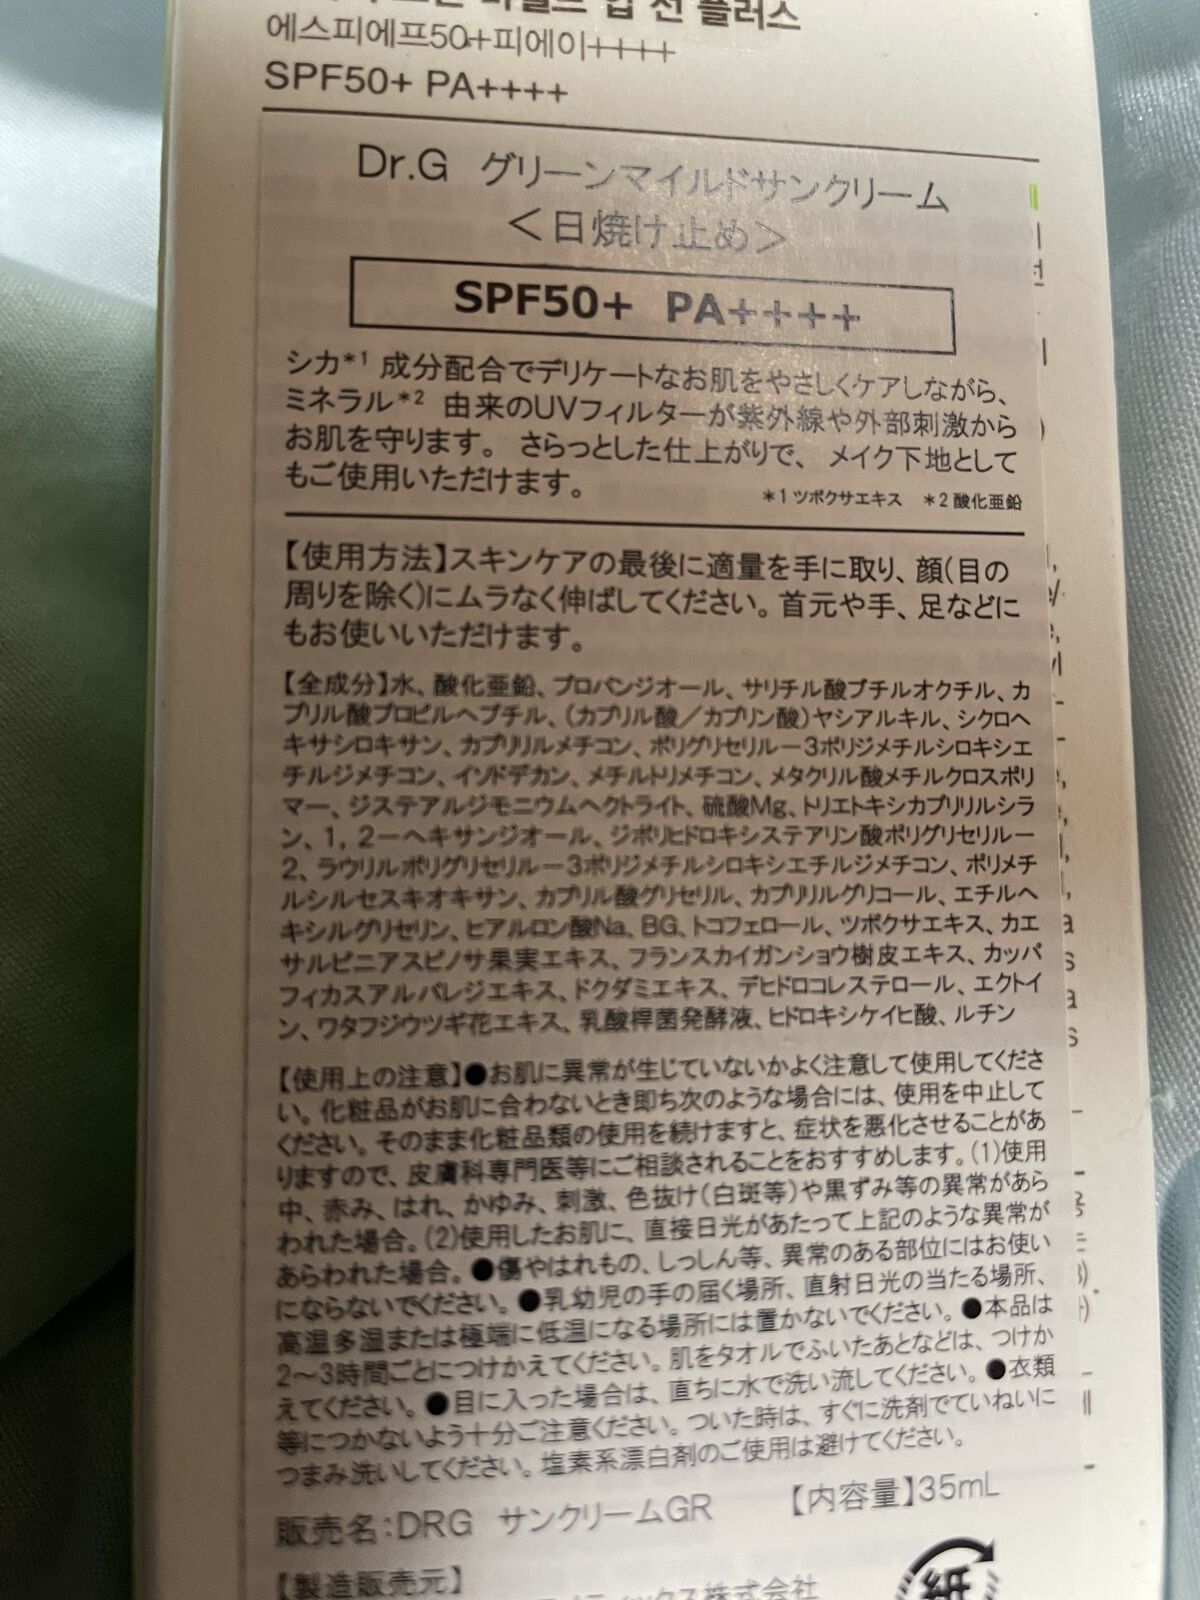 마일드 업 선 플러스
에스피에프50+피에이++++
SPF50+ PA++++
Dr.G グリーンマイルドサンクリーム
＜日焼け止め＞
SPF50+ PA++++
シカ*1 成分配合でデリケートなお肌をやさしくケアしながら、
ミネラル*2 由来のUVフィルターが紫外線や外部刺激から
お肌を守ります。 さらっとした仕上がりで、 メイク下地として
もご使用いただけます。
*1 ツボクサエキス *2 酸化亜鉛
【使用方法】スキンケアの最後に適量を手に取り、顔(目の
周りを除く)にムラなく伸ばしてください。首元や手、足などに
もお使いいただけます。
【全成分】水、酸化亜鉛、プロパンジオール、サリチル酸ブチルオクチル、カ
プリル酸プロピルヘプチル、(カプリル酸／カプリン酸)ヤシアルキル、シクロヘ
キサシロキサン、カプリリルメチコン、ポリグリセリル－3ポリジメチルシロキシエ
チルジメチコン、イソドデカン、メチルトリメチコン、メタクリル酸メチルクロスポリ
マー、ジステアルジモニウムヘクトライト、硫酸Mg、トリエトキシカプリリルシラ
ン、1，2－ヘキサンジオール、ジポリヒドロキシステアリン酸ポリグリセリル－
2、ラウリルポリグリセリル－3ポリジメチルシロキシエチルジメチコン、ポリメチ
ルシルセスキオキサン、カプリル酸グリセリル、カプリリルグリコール、エチルヘ
キシルグリセリン、ヒアルロン酸Na、BG、トコフェロール、ツボクサエキス、カエ
サルピニアスピノサ果実エキス、フランスカイガンショウ樹皮エキス、カッパ
フィカスアルバレジエキス、ドクダミエキス、デヒドロコレステロール、エクトイ
ン、ワタフジウツギ花エキス、乳酸桿菌発酵液、ヒドロキシケイヒ酸、ルチン
【使用上の注意】●お肌に異常が生じていないかよく注意して使用してくださ
い。化粧品がお肌に合わないとき即ち次のような場合には、使用を中止して
ください。そのまま化粧品類の使用を続けますと、症状を悪化させることがあ
りますので、皮膚科専門医等にご相談されることをおすすめします。(1)使用
中、赤み、はれ、かゆみ、刺激、色抜け(白斑等)や黒ずみ等の異常があら
われた場合。(2)使用したお肌に、直接日光があたって上記のような異常が
あらわれた場合。●傷やはれもの、しっしん等、異常のある部位にはお使い
にならないでください。●乳幼児の手の届く場所、直射日光の当たる場所、
高温多湿または極端に低温になる場所には置かないでください。●本品は
2〜3時間ごとにつけかえてください。肌をタオルでふいたあとなどは、つけか
えてください。●目に入った場合は、直ちに水で洗い流してください。●衣類
等につかないよう十分ご注意ください。ついた時は、すぐに洗剤でていねいに
つまみ洗いしてください。塩素系漂白剤のご使用は避けてください。
販売名：DRG サンクリームGR 【内容量】35mL
【製造販売元】
株式会社
紙